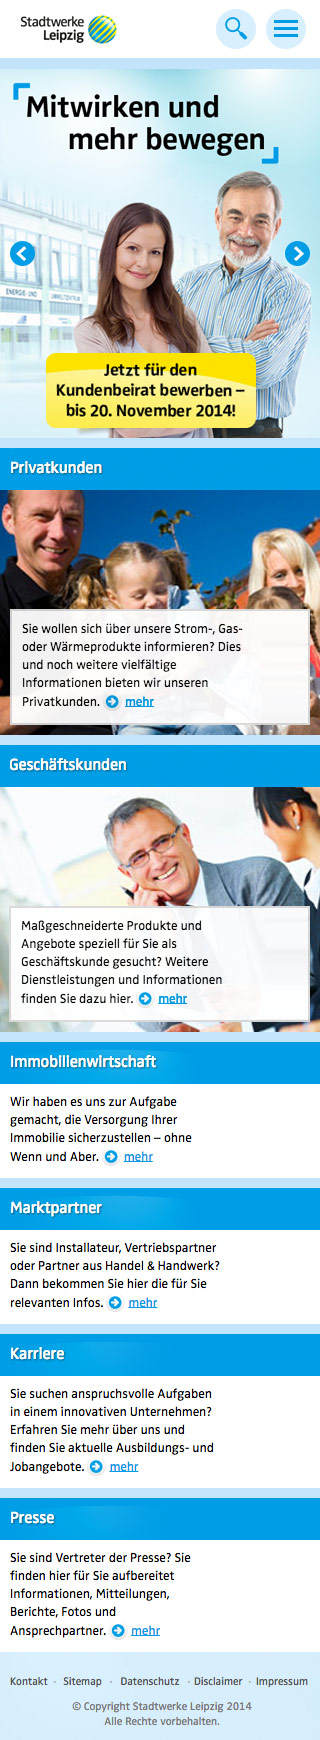 Stadtwerke
Leipzig
Mitwirken und
mehr bewegen
ENERGIE- UND UMWELTZENTRUM
Jetzt für den
Kundenbeirat bewerben –
bis 20. November 2014!
Privatkunden
Sie wollen sich über unsere Strom-, Gas-
oder Wärmeprodukte informieren? Dies
und noch weitere vielfältige
Informationen bieten wir unseren
Privatkunden. mehr
Geschäftskunden
Maßgeschneiderte Produkte und
Angebote speziell für Sie als
Geschäftskunde gesucht? Weitere
Dienstleistungen und Informationen
finden Sie dazu hier. mehr
Immobilienwirtschaft
Wir haben es uns zur Aufgabe
gemacht, die Versorgung Ihrer
Immobilie sicherzustellen – ohne
Wenn und Aber. mehr
Marktpartner
Sie sind Installateur, Vertriebspartner
oder Partner aus Handel & Handwerk?
Dann bekommen Sie hier die für Sie
relevanten Infos. mehr
Karriere
Sie suchen anspruchsvolle Aufgaben
in einem innovativen Unternehmen?
Erfahren Sie mehr über uns und
finden Sie aktuelle Ausbildungs- und
Jobangebote. mehr
Presse
Sie sind Vertreter der Presse? Sie
finden hier für Sie aufbereitet
Informationen, Mitteilungen,
Berichte, Fotos und
Ansprechpartner. mehr
Kontakt · Sitemap · Datenschutz · Disclaimer · Impressum
© Copyright Stadtwerke Leipzig 2014
Alle Rechte vorbehalten.